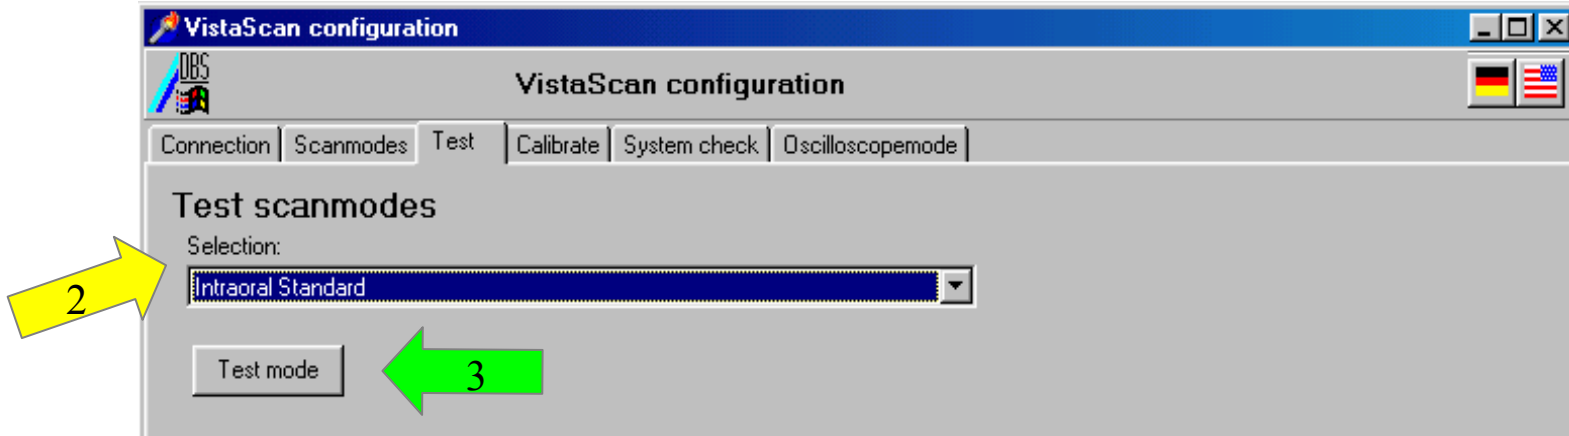 VistaScan configuration
DBS
VistaScan configuration
Connection Scanmodes Test Calibrate System check Oscilloscopemode
Test scanmodes
Selection:
2
Intraoral Standard
Test mode
3